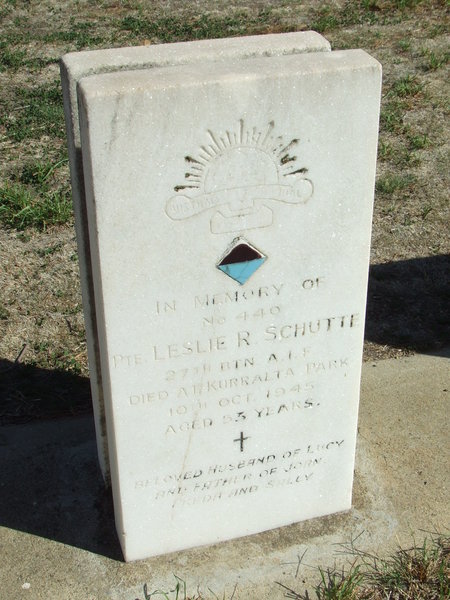 IN MEMORY OF
No 440
PTE. LESLIE R. SCHUTTE
27TH BTN A.I.F.
DIED AT KURRALTA PARK
10TH OCT. 1945
AGED 53 YEARS.
BELOVED HUSBAND OF LUCY
AND FATHER OF JOHN
FREDA AND SALLY